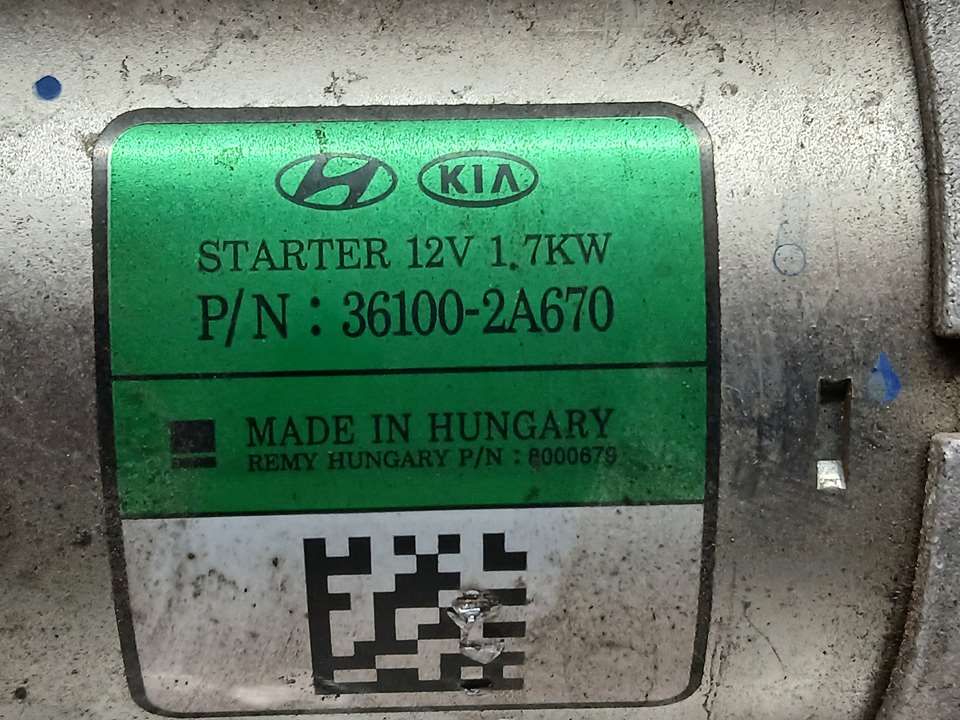 KIA
STARTER 12V 1.7KW
P/N : 36100-2A670
MADE IN HUNGARY
REMY HUNGARY P/N : 8000679